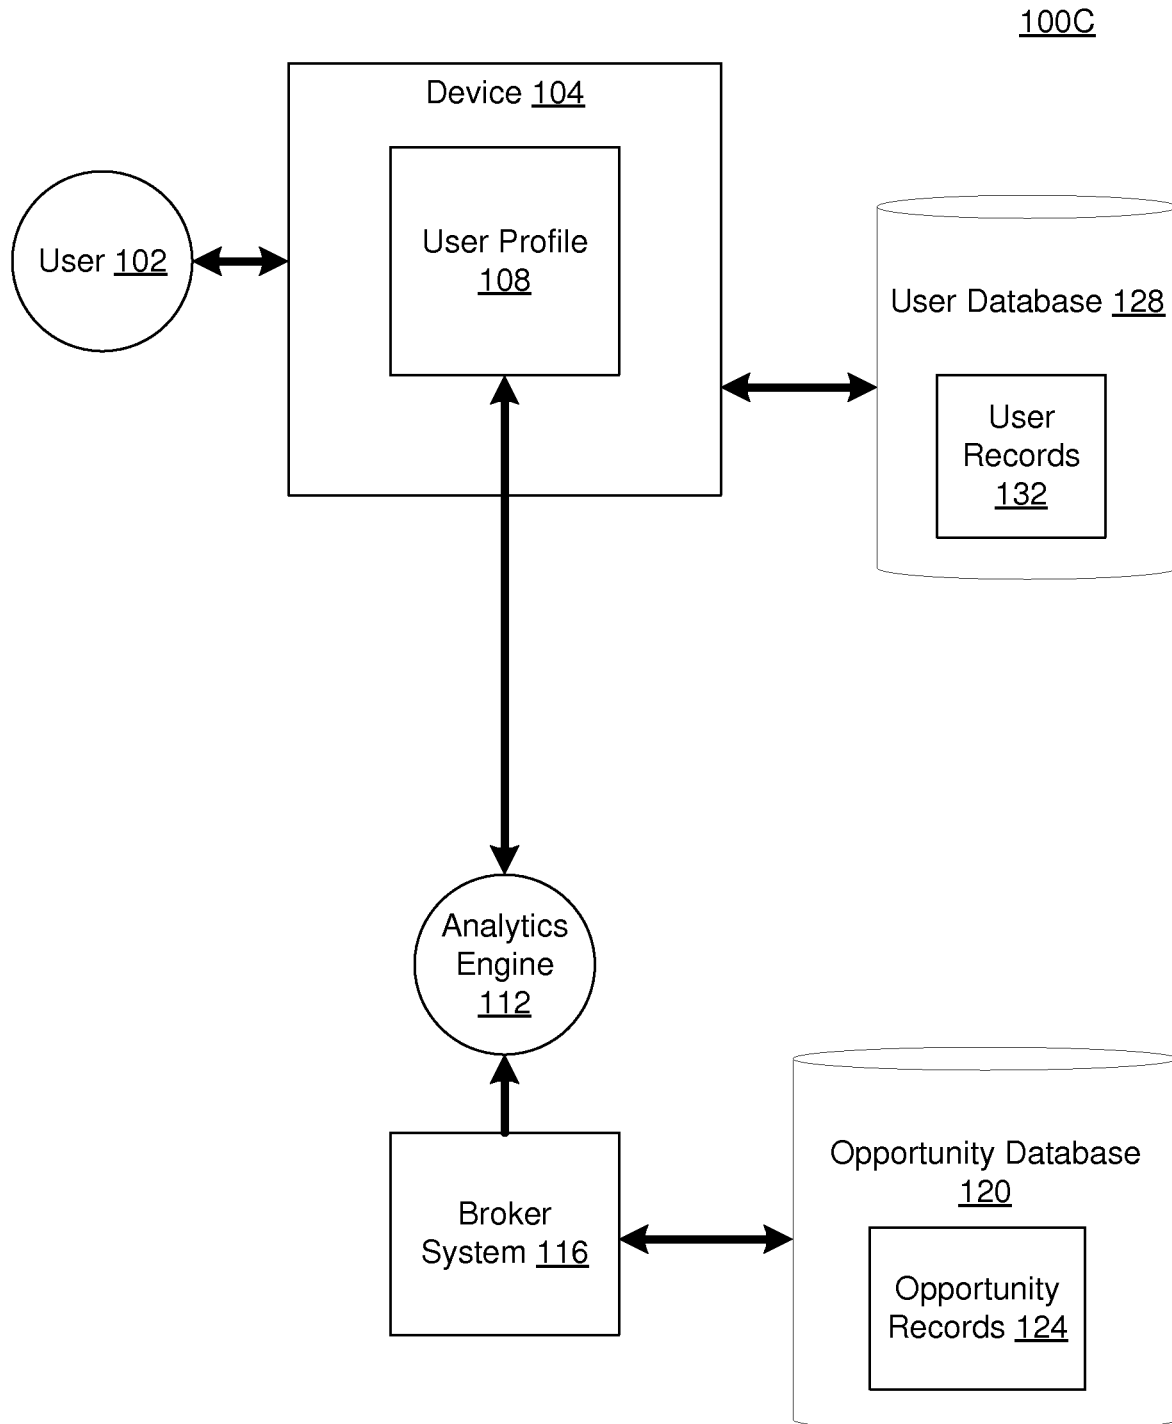 100C
Device 104
User Profile
108
User 102
User Database 128
User
Records
132
Analytics
Engine
112
Broker
System 116
Opportunity Database
120
Opportunity
Records 124